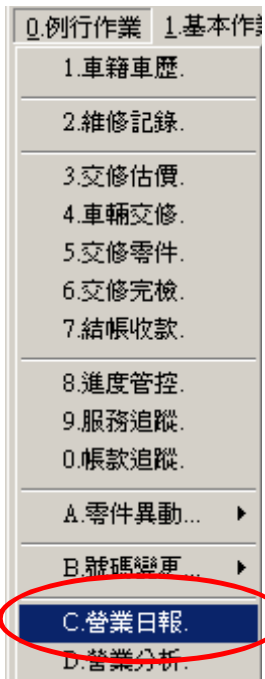 0.例行作業 1.基本作業
1.車籍車歷.
2.維修記錄.
3.交修估價.
4.車輛交修.
5.交修零件.
6.交修完檢.
7.結帳收款.
8.進度管控.
9.服務追蹤.
0.帳款追蹤.
A.零件異動...
B.號碼變更...
C.營業日報.
D.營業分析.